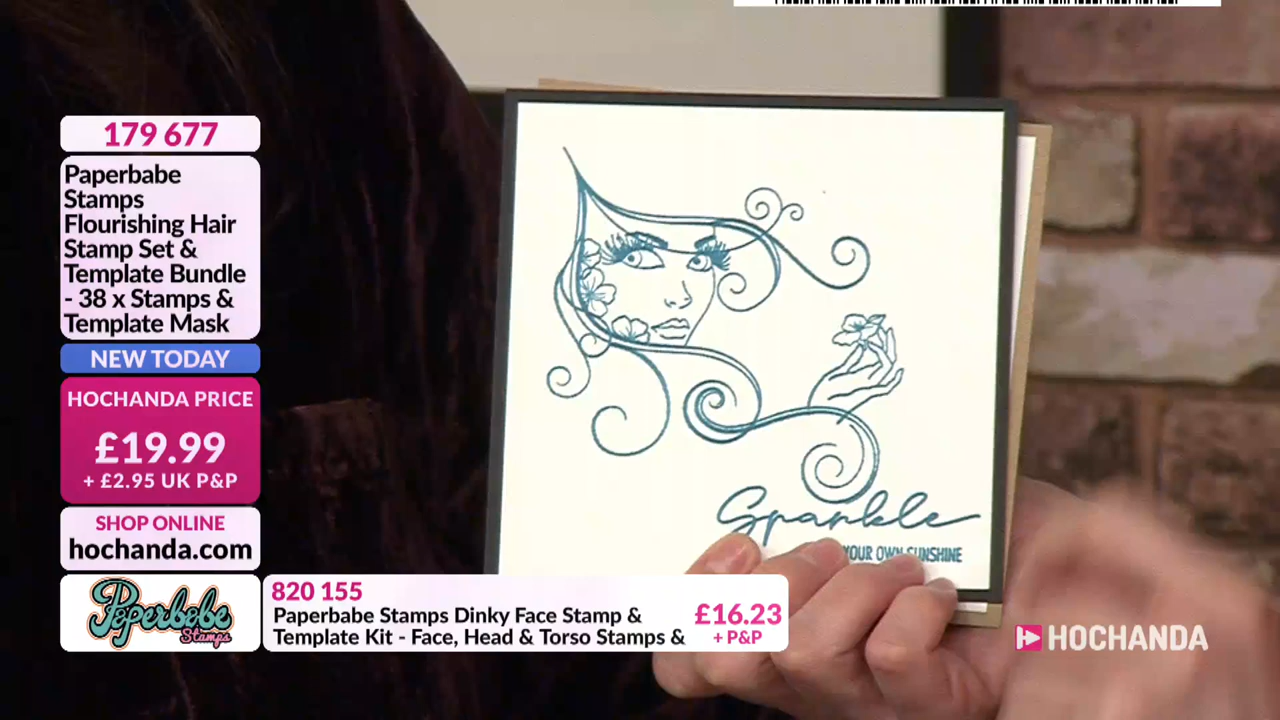 179 677
Paperbabe
Stamps
Flourishing Hair
Stamp Set &
Template Bundle
- 38 x Stamps &
Template Mask
NEW TODAY
HOCHANDA PRICE
£19.99
+ £2.95 UK P&P
SHOP ONLINE
hochanda.com
Sparkle
YOUR OWN SUNSHINE
Paperbabe
Stamps
820 155
Paperbabe Stamps Dinky Face Stamp &
Template Kit - Face, Head & Torso Stamps &
£16.23
+ P&P
HOCHANDA